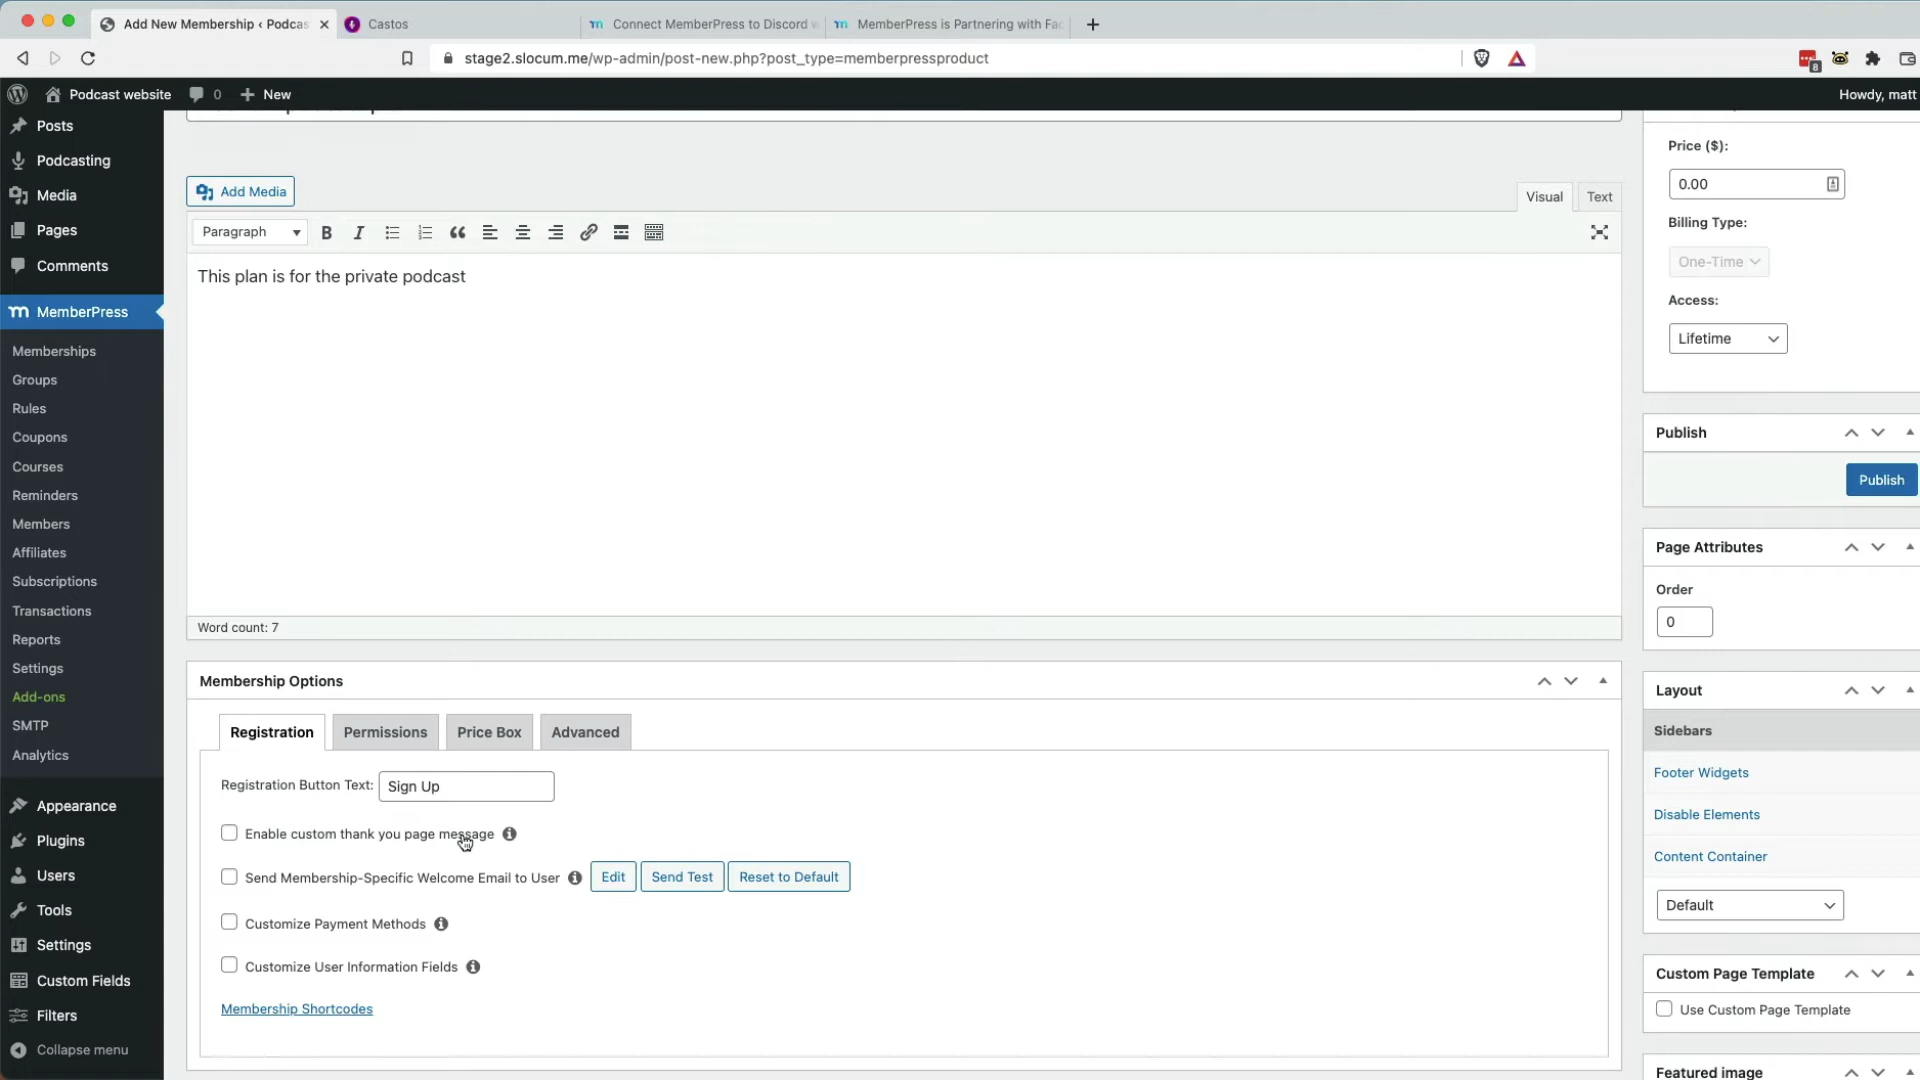 Add New Membership ‹ Podcas
Castos
Connect MemberPress to Discord
MemberPress is Partnering with Fac
stage2.slocum.me/wp-admin/post-new.php?post_type=memberpressproduct
8
Podcast website
0
New
Howdy, matt
Posts
Podcasting
Media
Pages
Comments
MemberPress
Memberships
Groups
Rules
Coupons
Courses
Reminders
Members
Affiliates
Subscriptions
Transactions
Reports
Settings
Add-ons
SMTP
Analytics
Appearance
Plugins
Users
Tools
Settings
Custom Fields
Filters
Collapse menu
Add Media
Visual
Text
Paragraph
This plan is for the private podcast
Word count: 7
Membership Options
Registration
Permissions
Price Box
Advanced
Registration Button Text: Sign Up
Enable custom thank you page message
Send Membership-Specific Welcome Email to User
Edit
Send Test
Reset to Default
Customize Payment Methods
Customize User Information Fields
Membership Shortcodes
Price ($):
0.00
Billing Type:
One-Time
Access:
Lifetime
Publish
Publish
Page Attributes
Order
0
Layout
Sidebars
Footer Widgets
Disable Elements
Content Container
Default
Custom Page Template
Use Custom Page Template
Featured image